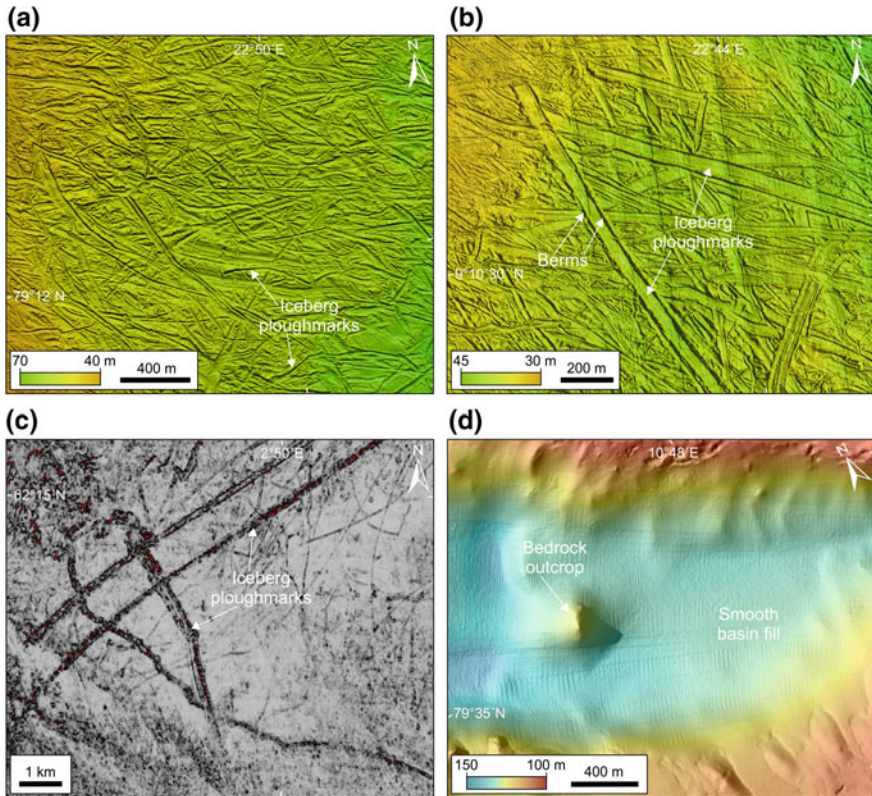 (a)
22°50´E
N
Iceberg
ploughmarks
79°12´N
70 40 m
400 m
(b)
22°44´E
N
Iceberg
ploughmarks
Berms
9°10´30´´N
45 30 m
200 m
(c)
2°50´E
N
62°15´N
Iceberg
ploughmarks
1 km
(d)
10°48´E
N
Bedrock
outcrop
Smooth
basin fill
79°35´N
150 100 m
400 m